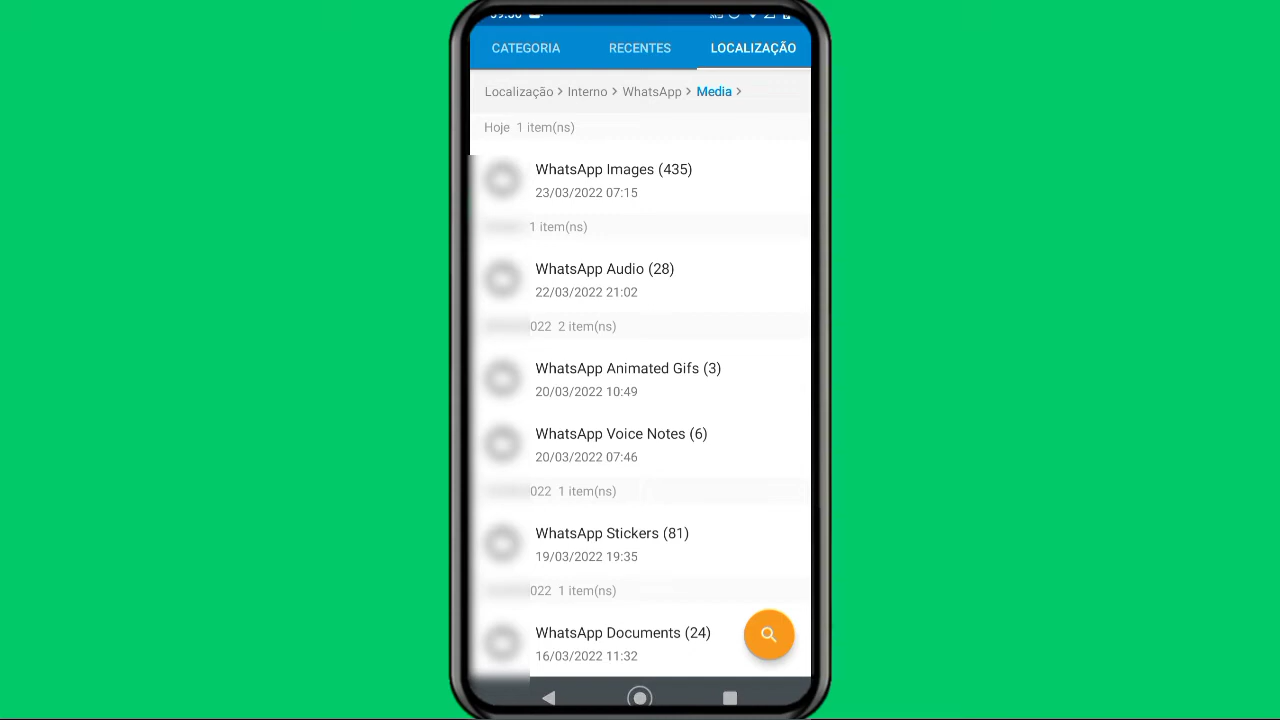 CATEGORIA RECENTES LOCALIZAÇÃO
Localização > Interno > WhatsApp > Media >
Hoje 1 item(ns)
WhatsApp Images (435)
23/03/2022 07:15
1 item(ns)
WhatsApp Audio (28)
22/03/2022 21:02
022 2 item(ns)
WhatsApp Animated Gifs (3)
20/03/2022 10:49
WhatsApp Voice Notes (6)
20/03/2022 07:46
022 1 item(ns)
WhatsApp Stickers (81)
19/03/2022 19:35
022 1 item(ns)
WhatsApp Documents (24)
16/03/2022 11:32